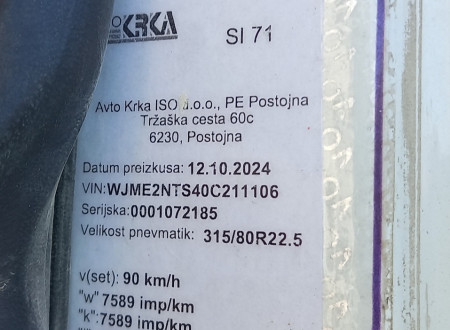 KRKA
SI 71
Avto Krka ISO d.o.o., PE Postojna
Tržaška cesta 60c
6230, Postojna
Datum preizkusa: 12.10.2024
VIN:WJME2NTS40C211106
Serijska:0001072185
Velikost pnevmatik: 315/80R22.5
v(set): 90 km/h
"w" 7589 imp/km
"k":7589 imp/km